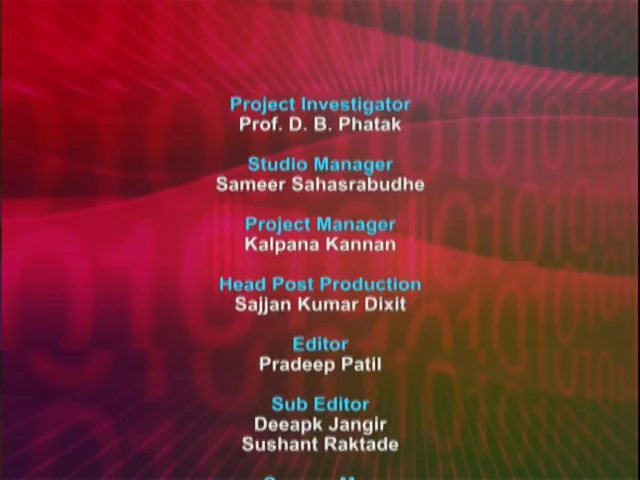 Project Investigator
Prof. D. B. Phatak
Studio Manager
Sameer Sahasrabudhe
Project Manager
Kalpana Kannan
Head Post Production
Sajjan Kumar Dixit
Editor
Pradeep Patil
Sub Editor
Deeapk Jangir
Sushant Raktade